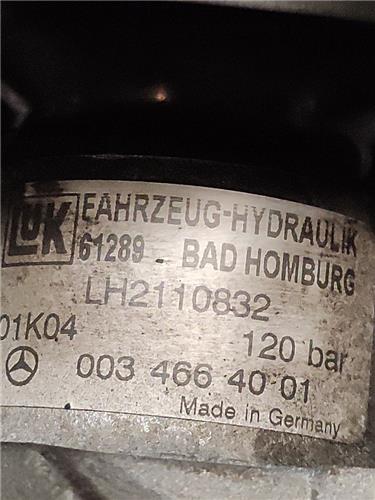 LUK FAHRZEUG-HYDRAULIK
61289 BAD HOMBURG
LH2110832
01K04 120 bar
003 466 40 01
Made in Germany